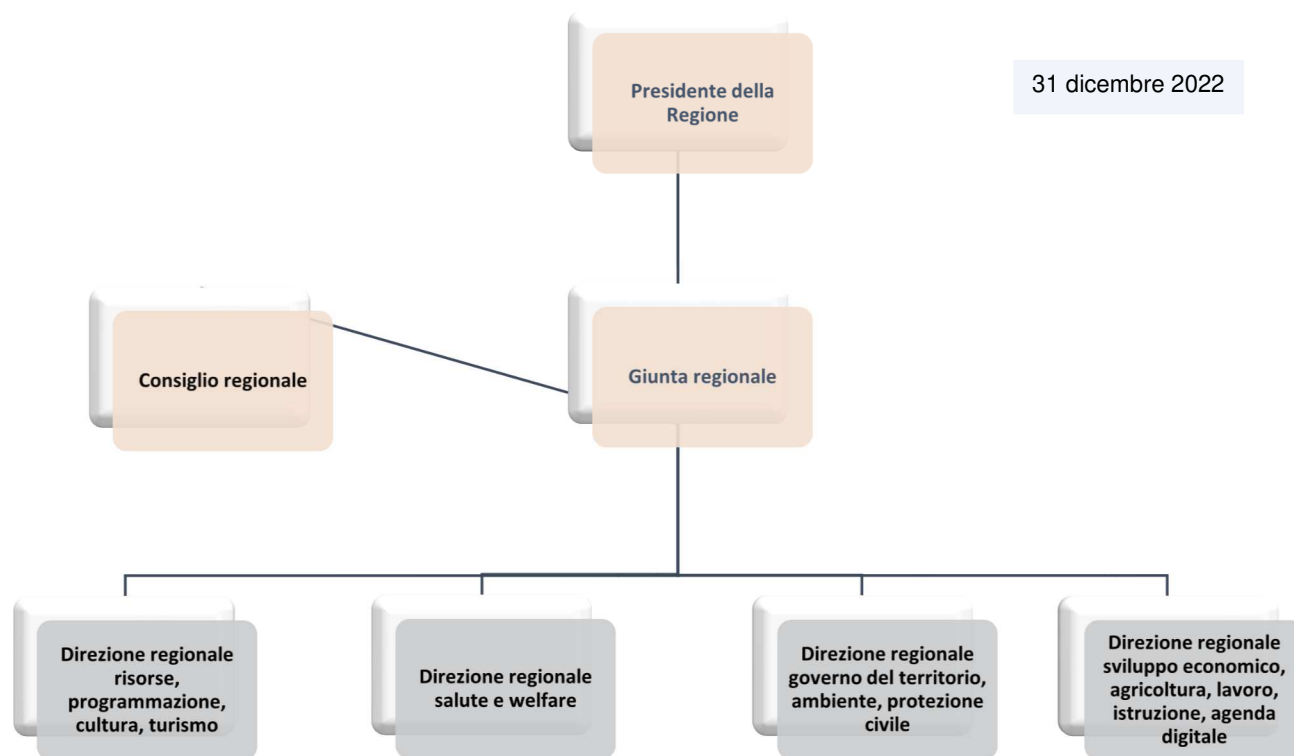 Presidente della
Regione
31 dicembre 2022
Consiglio regionale
Giunta regionale
Direzione regionale
risorse,
programmazione,
cultura, turismo
Direzione regionale
salute e welfare
Direzione regionale
governo del territorio,
ambiente, protezione
civile
Direzione regionale
sviluppo economico,
agricoltura, lavoro,
istruzione, agenda
digitale